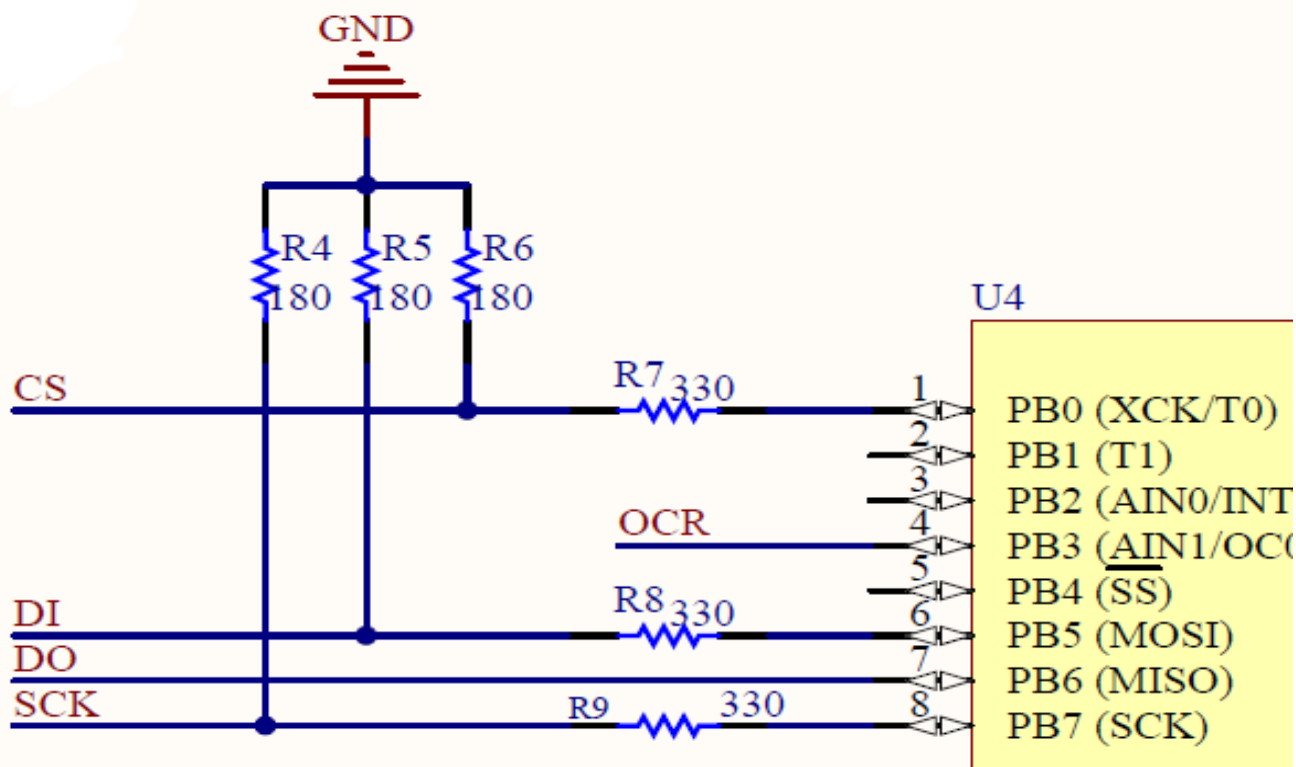 GND
R4 R5 R6
180 180 180
U4
CS R7 330 1 PB0 (XCK/T0)
2 PB1 (T1)
3 PB2 (AIN0/INT
OCR 4 PB3 (AIN1/OC0
5 PB4 (SS)
DI R8 330 6 PB5 (MOSI)
DO 7 PB6 (MISO)
SCK R9 330 8 PB7 (SCK)